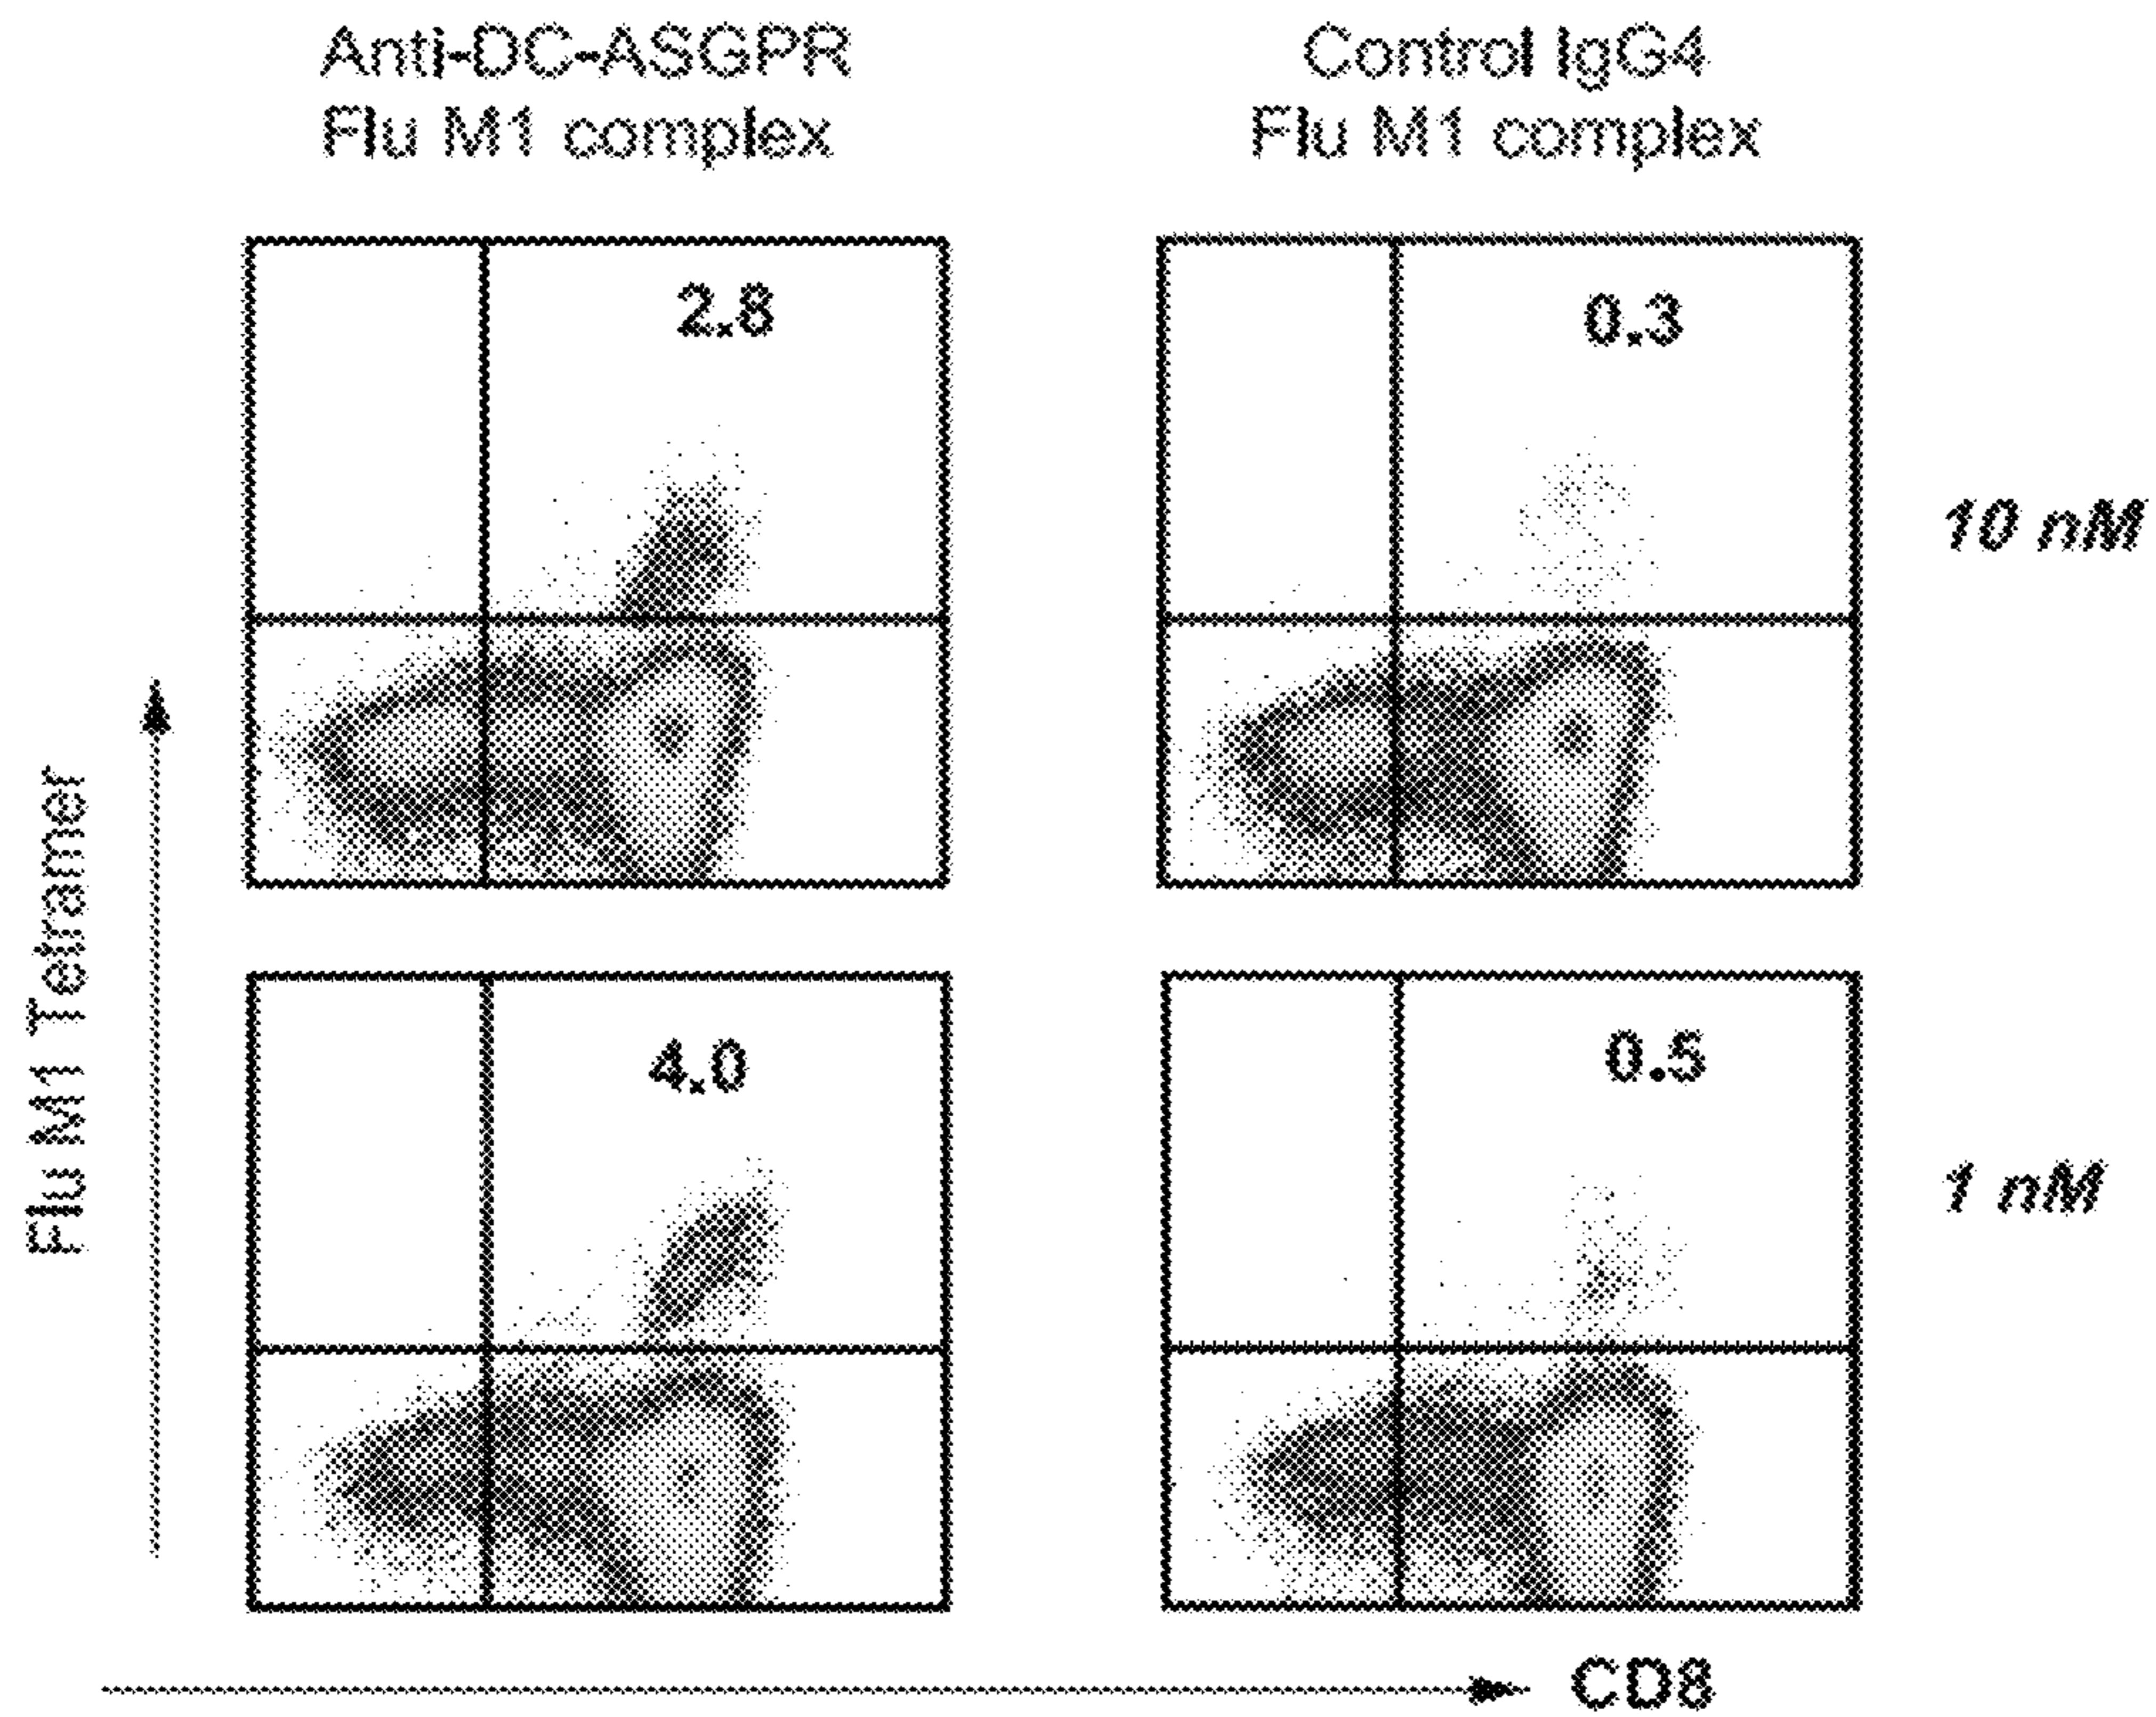 Anti-DC-ASGPR
Flu M1 complex
Control IgG4
Flu M1 complex
2.8
0.3
10 nM
4.0
0.5
1 nM
Flu M1 Tetramer
CD8